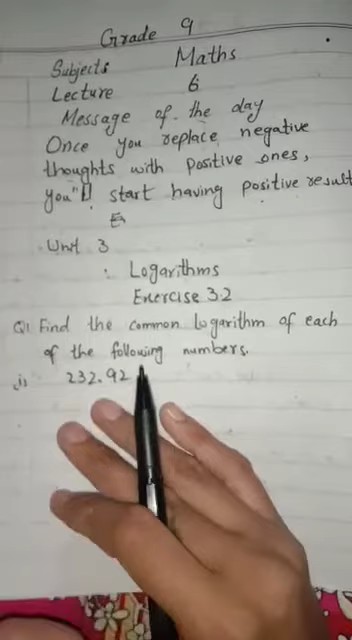 Grade 9
Subjects Maths
Lecture 6
Message of the day
Once you replace negative
thoughts with positive ones,
you"ll start having positive result
Ex
Unit 3
: Logarithms
Exercise 3.2
Q1 Find the common logarithm of each
of the following numbers.
(i) 232.92